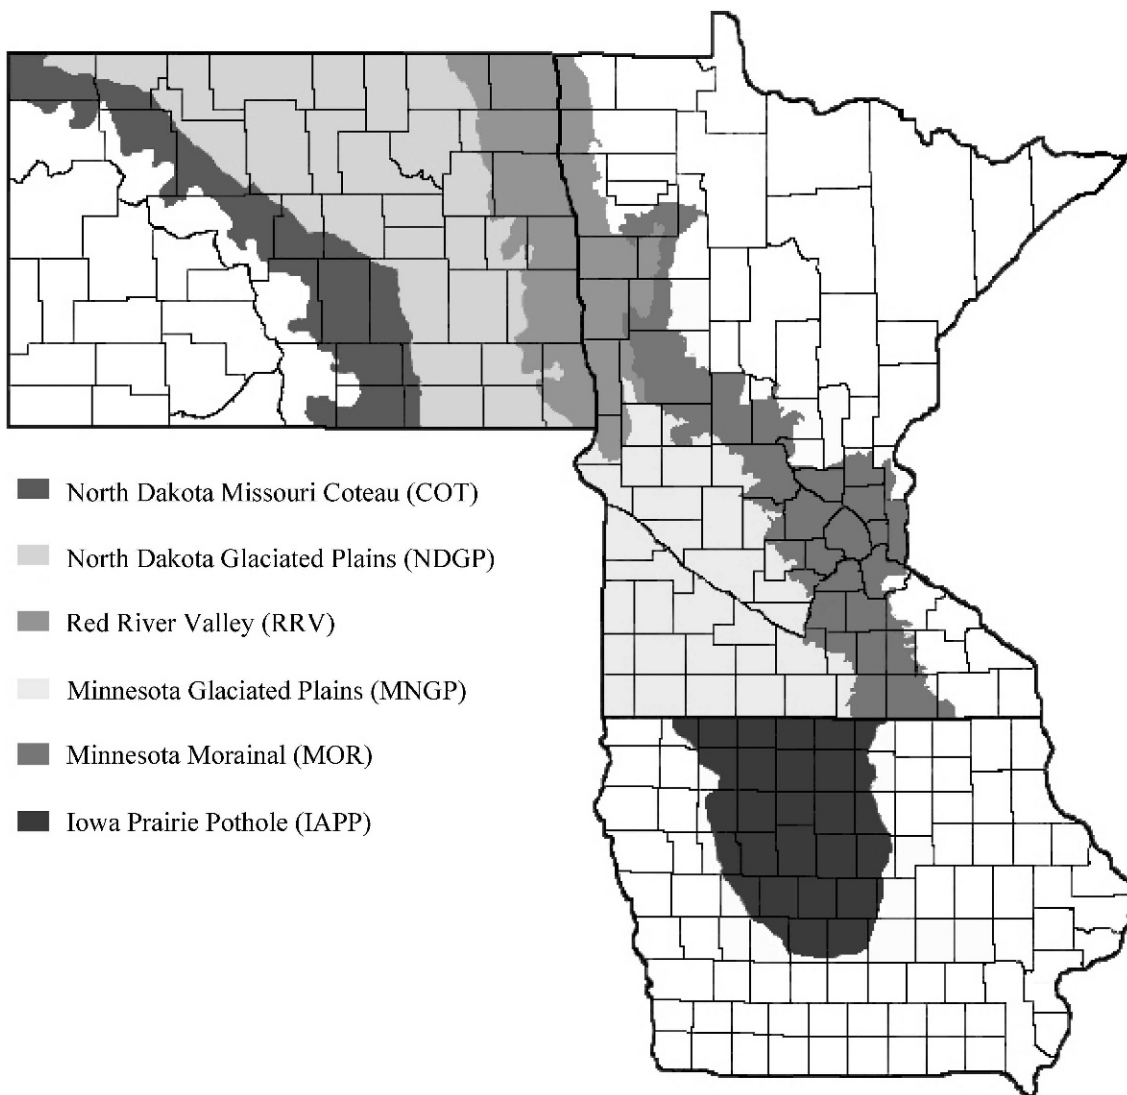 North Dakota Missouri Coteau (COT)
North Dakota Glaciated Plains (NDGP)
Red River Valley (RRV)
Minnesota Glaciated Plains (MNGP)
Minnesota Morainal (MOR)
Iowa Prairie Pothole (IAPP)